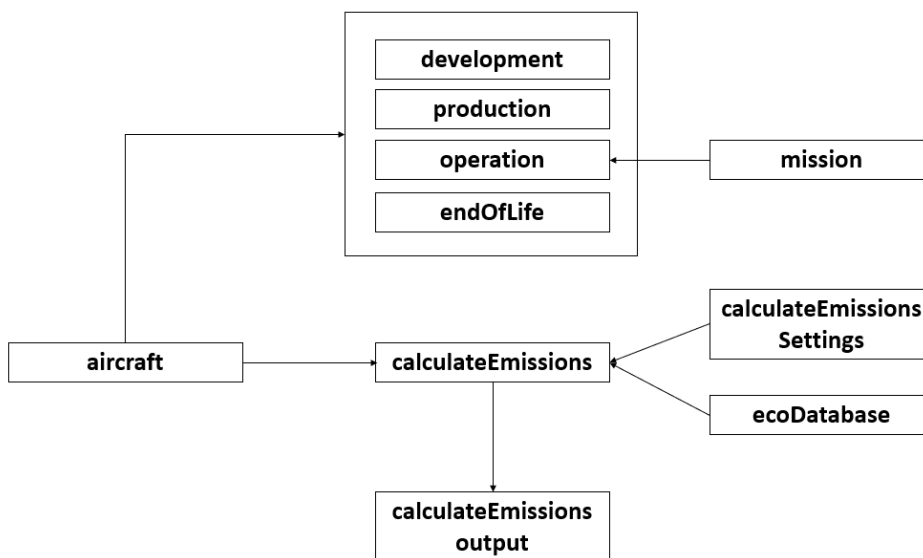 development
production
operation
mission
endOfLife
calculateEmissions
Settings
aircraft
calculateEmissions
ecoDatabase
calculateEmissions
output